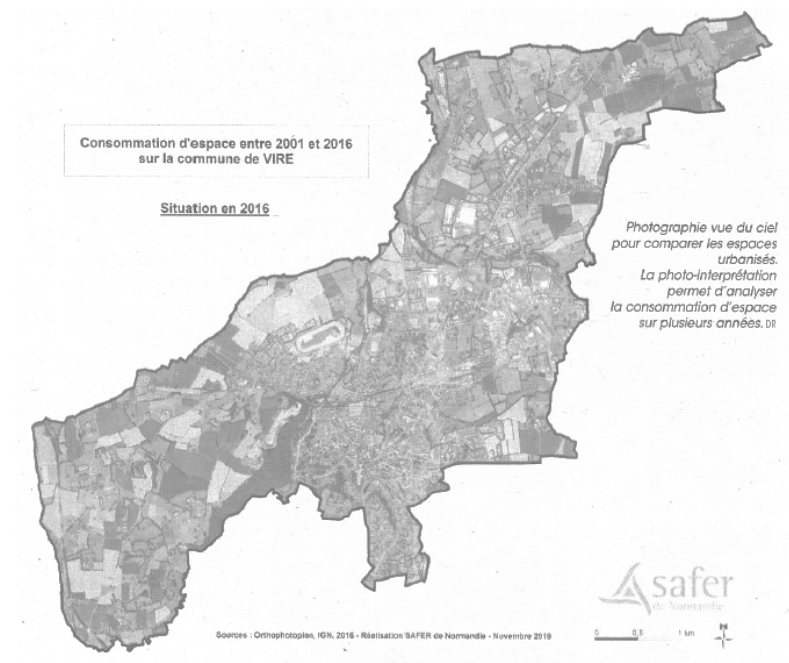 Consommation d'espace entre 2001 et 2016
sur la commune de VIRE
Situation en 2016
Photographie vue du ciel
pour comparer les espaces
urbanisés.
La photo-interprétation
permet d'analyser
la consommation d'espace
sur plusieurs années. DR
safer
de Normandie
Sources : Orthophotoplan, IGN, 2016 - Réalisation SAFER de Normandie - Novembre 2018
0 0,5 1 km
N